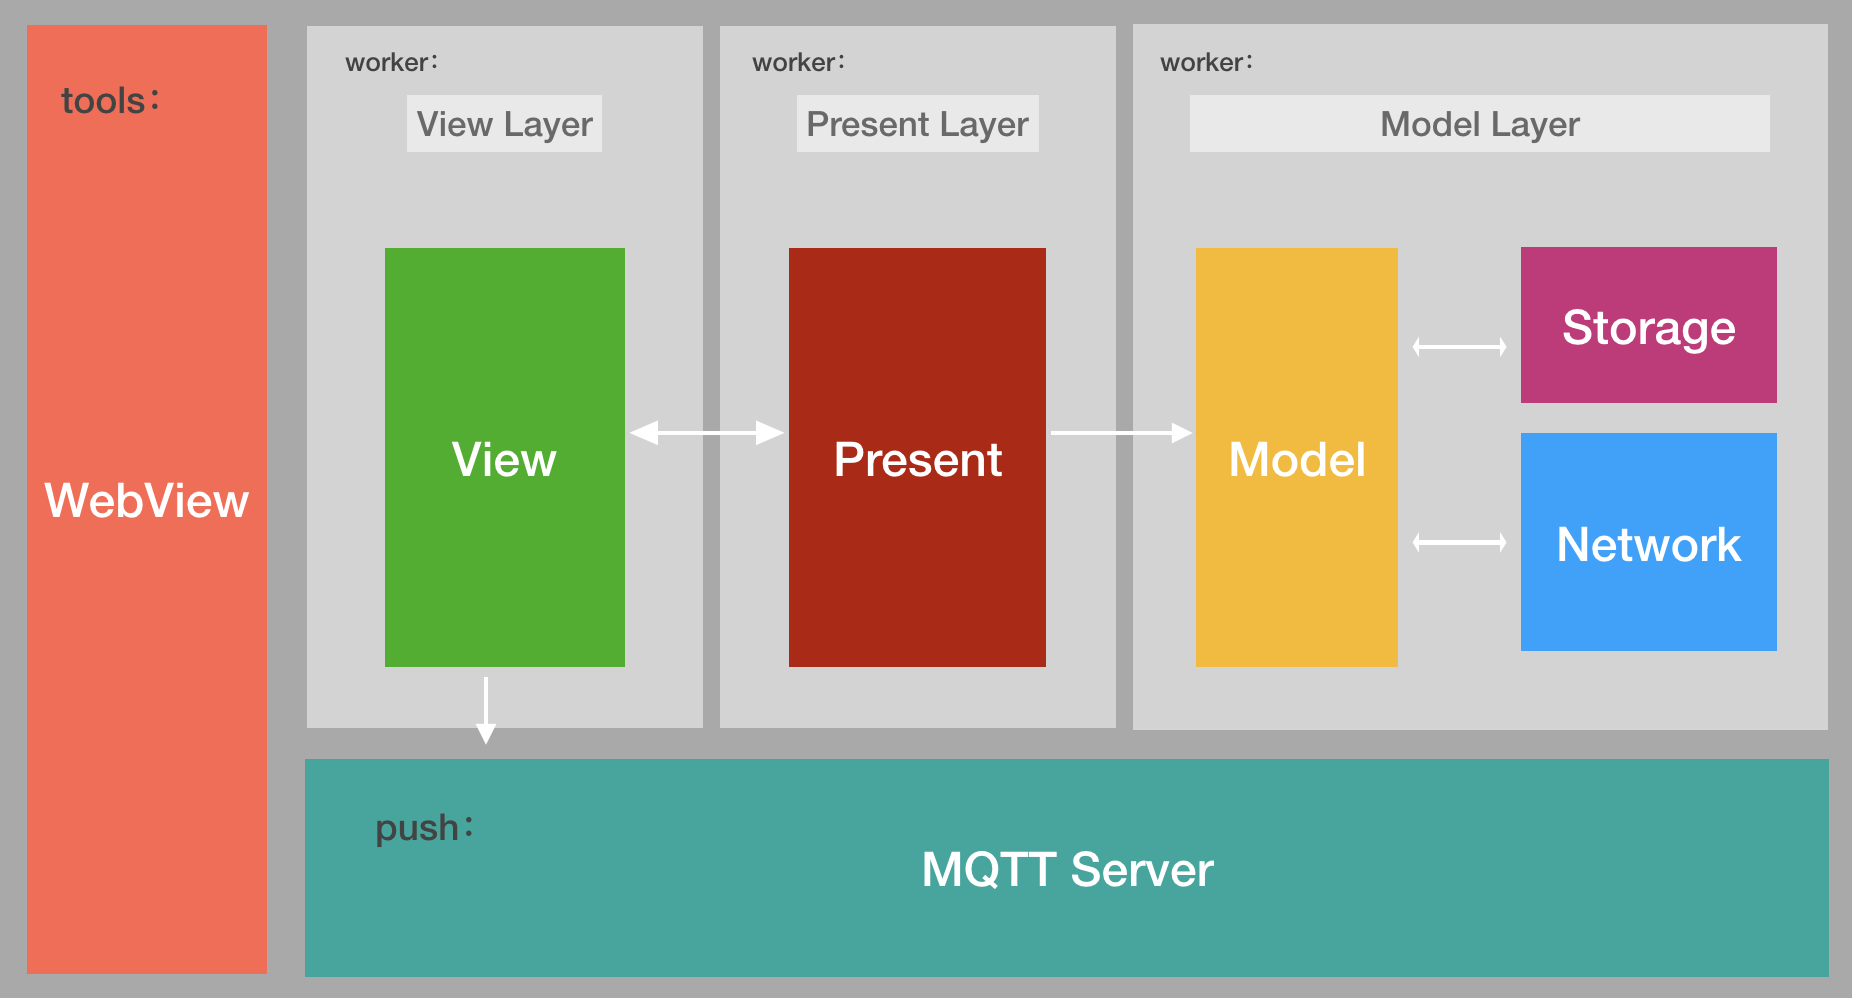 tools:
WebView
worker:
View Layer
View
worker:
Present Layer
Present
worker:
Model Layer
Model
Storage
Network
push:
MQTT Server